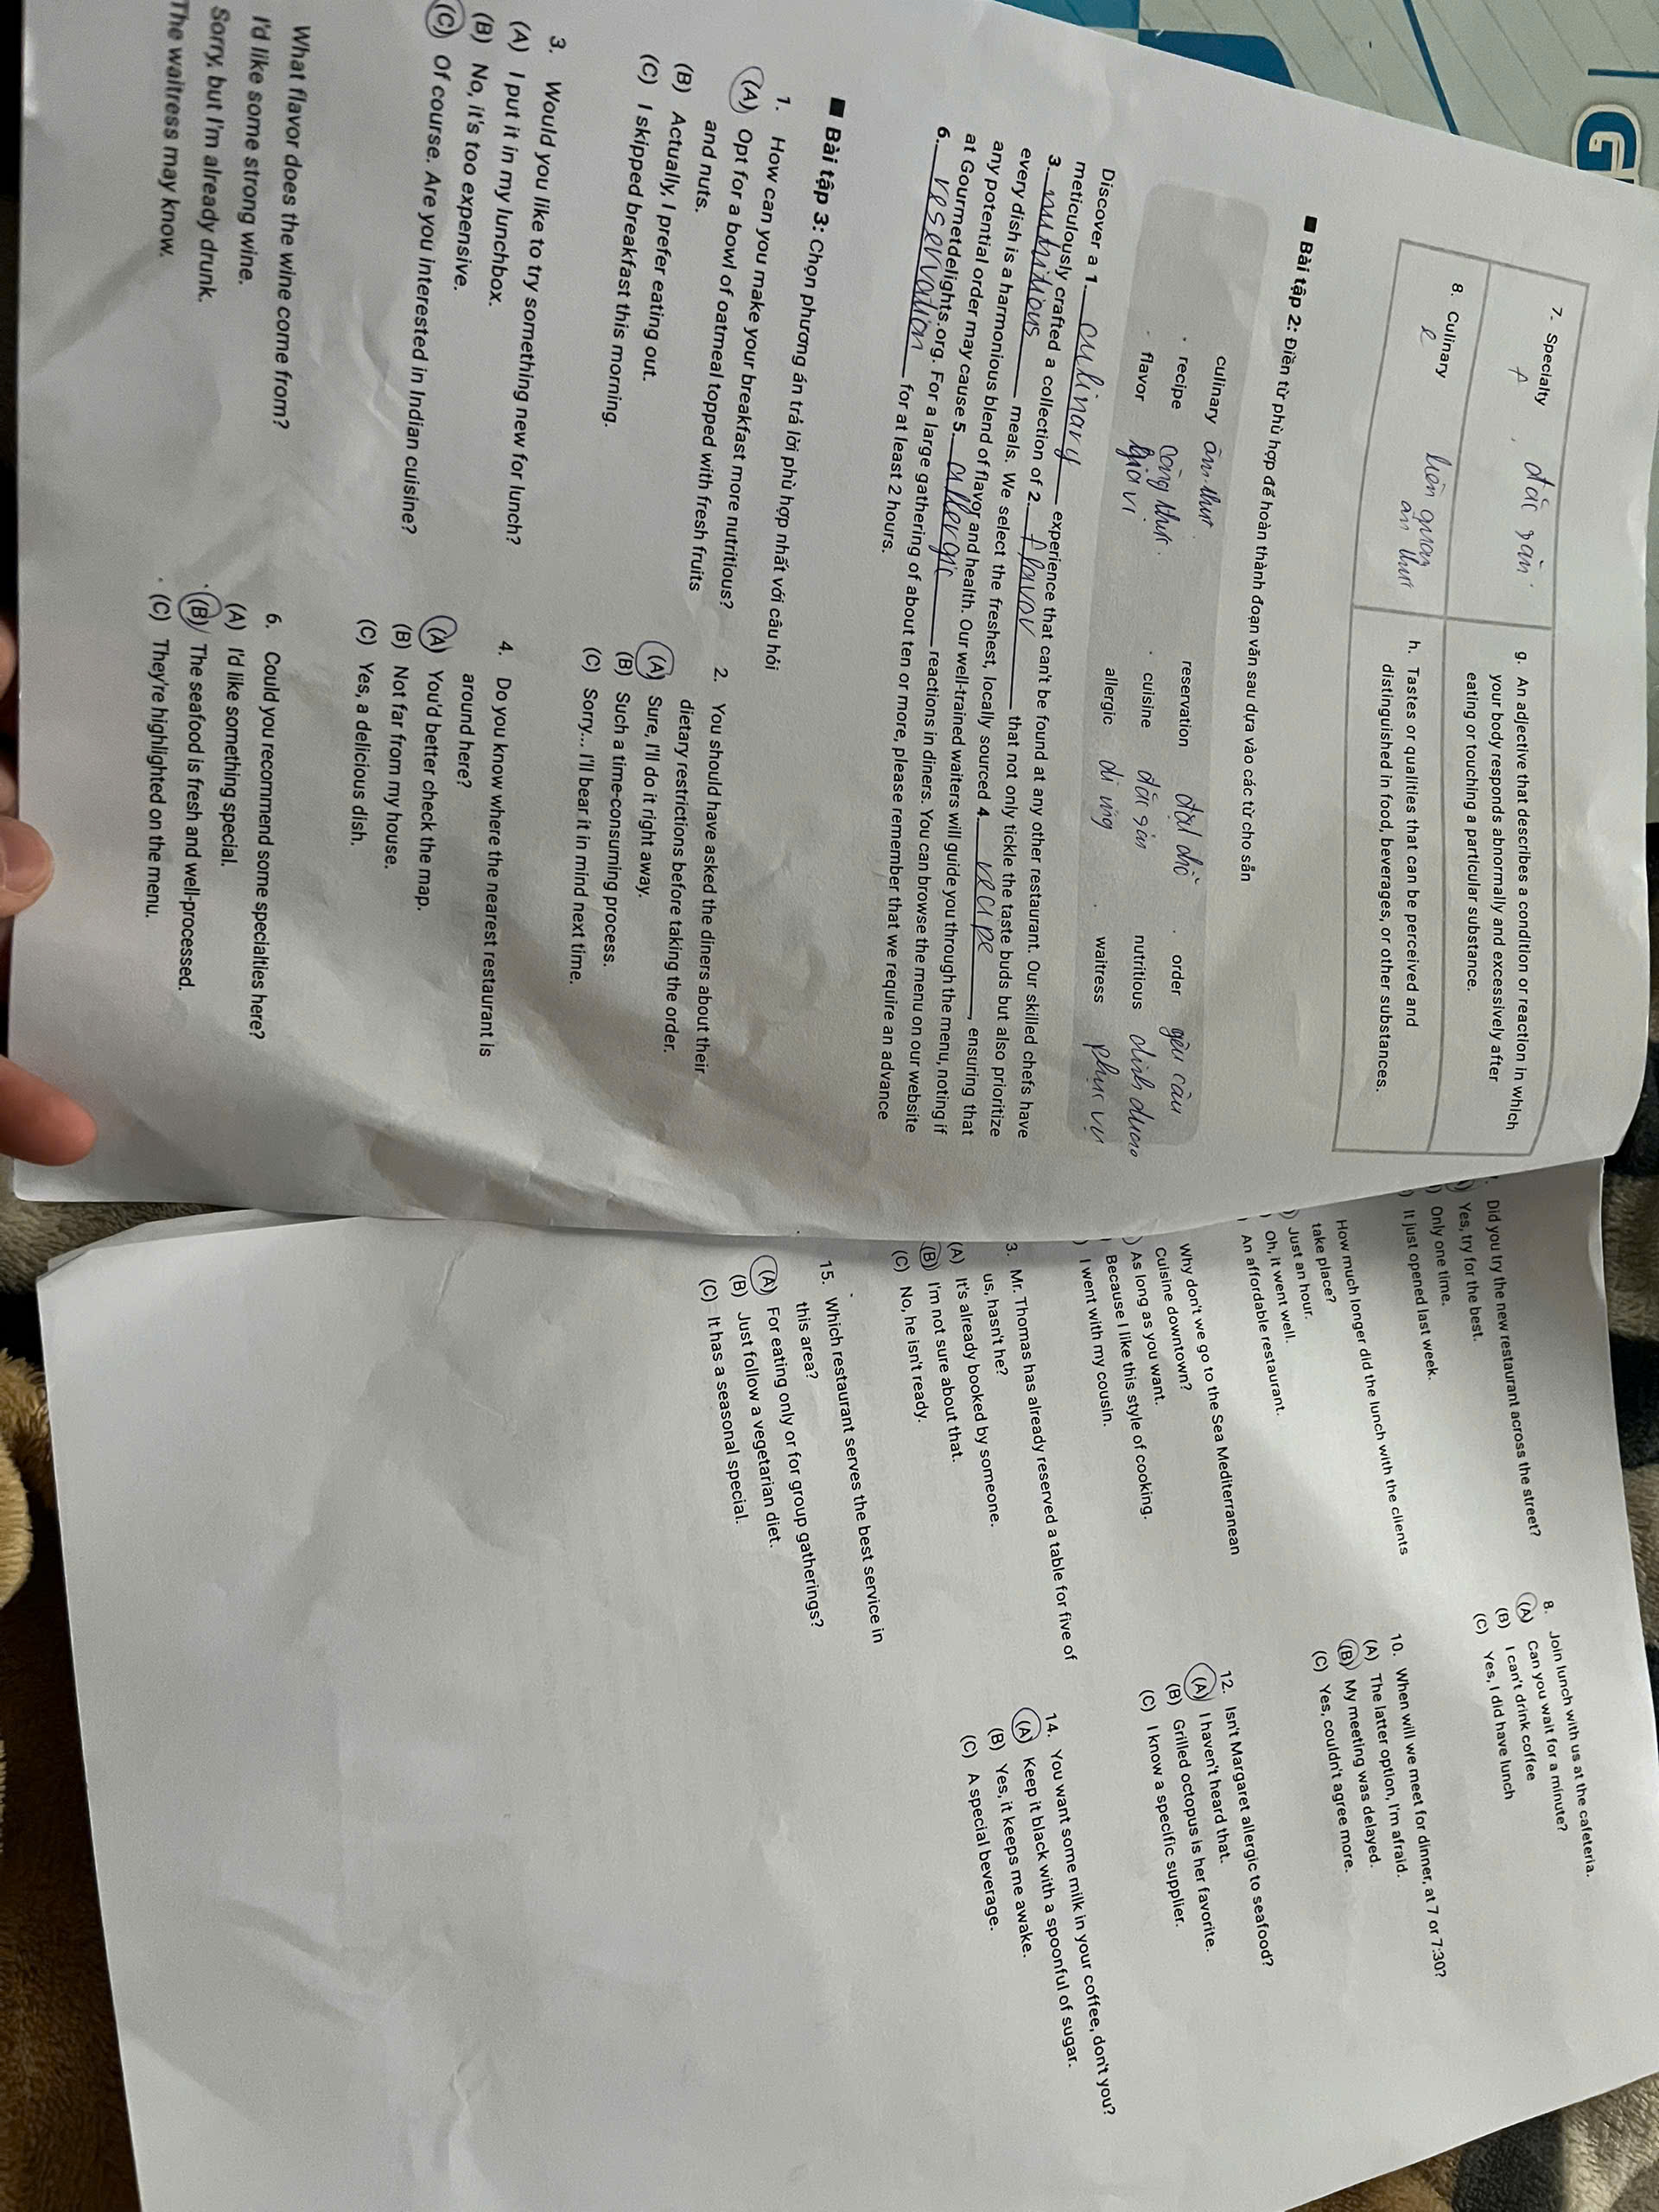 G
7. Specialty
f
đặc sản
g. An adjective that describes a condition or reaction in which
your body responds abnormally and excessively after
eating or touching a particular substance.
8. Culinary
e
liên quan
ẩm thực
h. Tastes or qualities that can be perceived and
distinguished in food, beverages, or other substances.
Bài tập 2: Điền từ phù hợp để hoàn thành đoạn văn sau dựa vào các từ cho sẵn
culinary ẩm thực reservation đặt chỗ order yêu cầu
recipe công thức cuisine đặc sản nutritious dinh dưỡng
flavor gia vị allergic dị ứng waitress phục vụ
Discover a 1. culinary experience that can't be found at any other restaurant. Our skilled chefs have
meticulously crafted a collection of 2. flavor that not only tickle the taste buds but also prioritize
3. nutritious meals. We select the freshest, locally sourced 4. recipe, ensuring that
every dish is a harmonious blend of flavor and health. Our well-trained waiters will guide you through the menu, noting if
any potential order may cause 5. allergic reactions in diners. You can browse the menu on our website
at Gourmetdelights.org. For a large gathering of about ten or more, please remember that we require an advance
6. reservation for at least 2 hours.
Bài tập 3: Chọn phương án trả lời phù hợp nhất với câu hỏi
1. How can you make your breakfast more nutritious?
(A) Opt for a bowl of oatmeal topped with fresh fruits
and nuts.
(B) Actually, I prefer eating out.
(C) I skipped breakfast this morning.
2. You should have asked the diners about their
dietary restrictions before taking the order.
(A) Sure, I'll do it right away.
(B) Such a time-consuming process.
(C) Sorry... I'll bear it in mind next time.
3. Would you like to try something new for lunch?
(A) I put it in my lunchbox.
(B) No, it's too expensive.
(C) Of course. Are you interested in Indian cuisine?
4. Do you know where the nearest restaurant is
around here?
(A) You'd better check the map.
(B) Not far from my house.
(C) Yes, a delicious dish.
What flavor does the wine come from?
I'd like some strong wine.
Sorry, but I'm already drunk.
The waitress may know.
6. Could you recommend some specialties here?
(A) I'd like something special.
(B) The seafood is fresh and well-processed.
(C) They're highlighted on the menu.
Did you try the new restaurant across the street?
Yes, try for the best.
Only one time.
It just opened last week.
8. Join lunch with us at the cafeteria.
(A) Can you wait for a minute?
(B) I can't drink coffee
(C) Yes, I did have lunch
How much longer did the lunch with the clients
take place?
Just an hour.
Oh, it went well.
An affordable restaurant.
10. When will we meet for dinner, at 7 or 7:30?
(A) The latter option, I'm afraid.
(B) My meeting was delayed.
(C) Yes, couldn't agree more.
Why don't we go to the Sea Mediterranean
Cuisine downtown?
As long as you want.
Because I like this style of cooking.
I went with my cousin.
12. Isn't Margaret allergic to seafood?
(A) I haven't heard that.
(B) Grilled octopus is her favorite.
(C) I know a specific supplier.
3. Mr. Thomas has already reserved a table for five of
us, hasn't he?
(A) It's already booked by someone.
(B) I'm not sure about that.
(C) No, he isn't ready.
14. You want some milk in your coffee, don't you?
(A) Keep it black with a spoonful of sugar.
(B) Yes, it keeps me awake.
(C) A special beverage.
15. Which restaurant serves the best service in
this area?
(A) For eating only or for group gatherings?
(B) Just follow a vegetarian diet.
(C) It has a seasonal special.